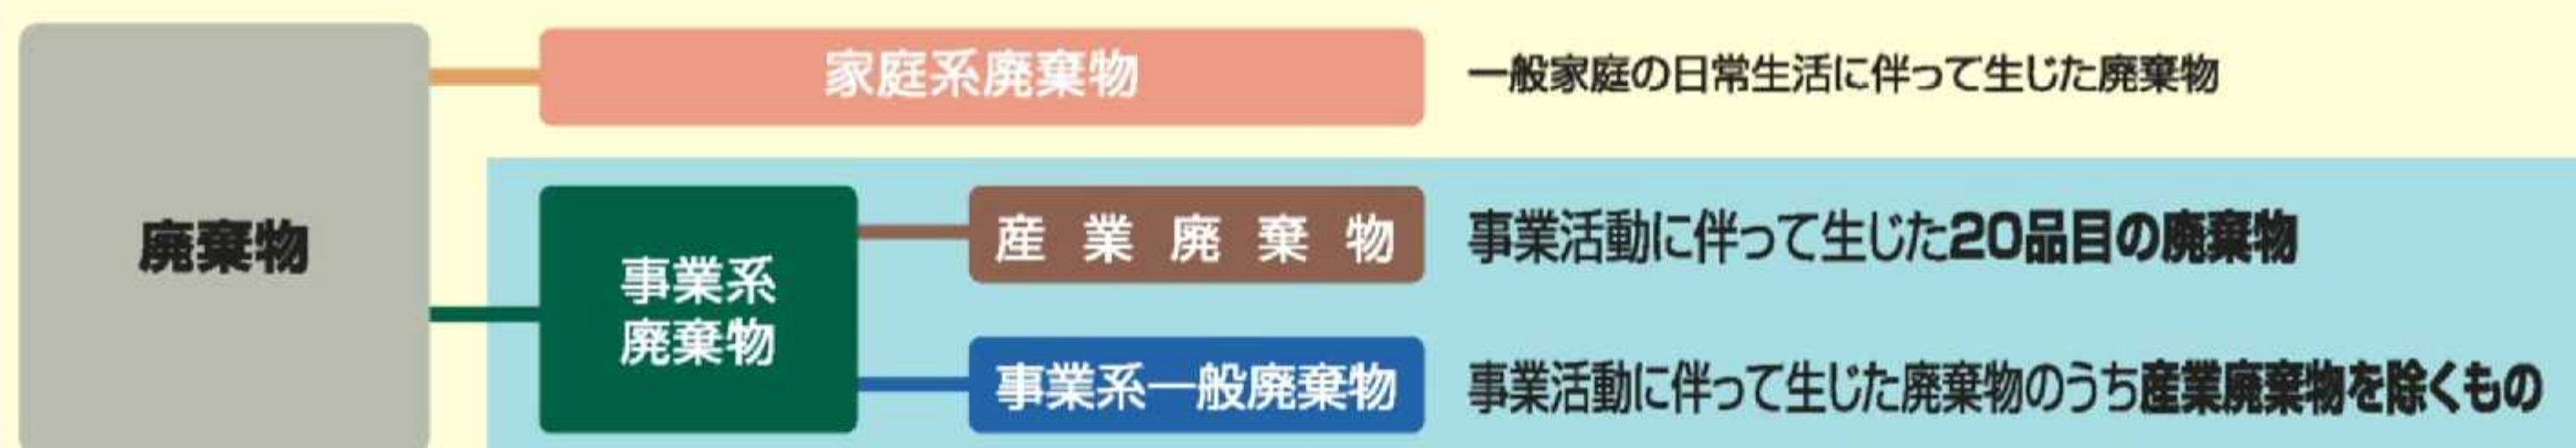 廃棄物
家庭系廃棄物
一般家庭の日常生活に伴って生じた廃棄物
事業系
廃棄物
産業廃棄物
事業活動に伴って生じた20品目の廃棄物
事業系一般廃棄物
事業活動に伴って生じた廃棄物のうち産業廃棄物を除くもの